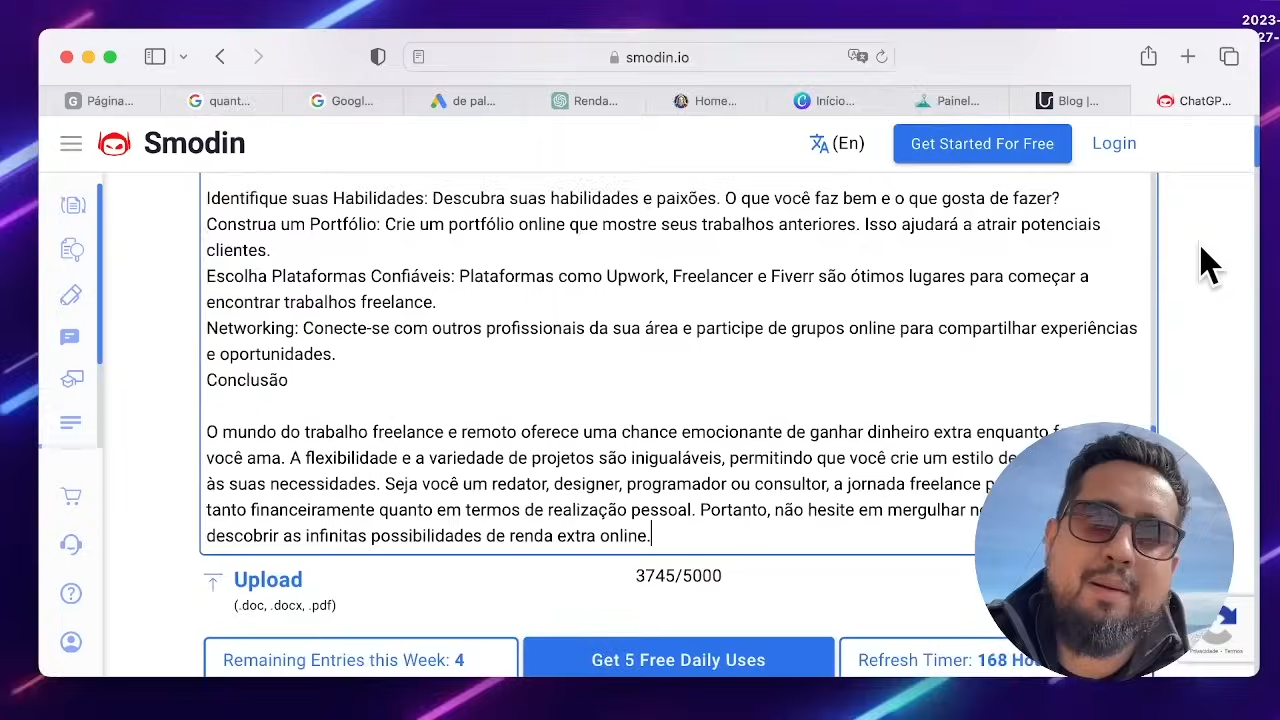 2023-
27-
smodin.io
Página...
quant...
Googl...
de pal...
Renda...
Home...
Início...
Painel...
Blog |...
ChatGP...
Smodin
(En)
Get Started For Free
Login
Identifique suas Habilidades: Descubra suas habilidades e paixões. O que você faz bem e o que gosta de fazer?
Construa um Portfólio: Crie um portfólio online que mostre seus trabalhos anteriores. Isso ajudará a atrair potenciais
clientes.
Escolha Plataformas Confiáveis: Plataformas como Upwork, Freelancer e Fiverr são ótimos lugares para começar a
encontrar trabalhos freelance.
Networking: Conecte-se com outros profissionais da sua área e participe de grupos online para compartilhar experiências
e oportunidades.
Conclusão
O mundo do trabalho freelance e remoto oferece uma chance emocionante de ganhar dinheiro extra enquanto
você ama. A flexibilidade e a variedade de projetos são inigualáveis, permitindo que você crie um estilo de
às suas necessidades. Seja você um redator, designer, programador ou consultor, a jornada freelance
tanto financeiramente quanto em termos de realização pessoal. Portanto, não hesite em mergulhar
descobrir as infinitas possibilidades de renda extra online.
Upload
3745/5000
(.doc, .docx, .pdf)
Remaining Entries this Week: 4
Get 5 Free Daily Uses
Refresh Timer: 168
Privacidade - Termos